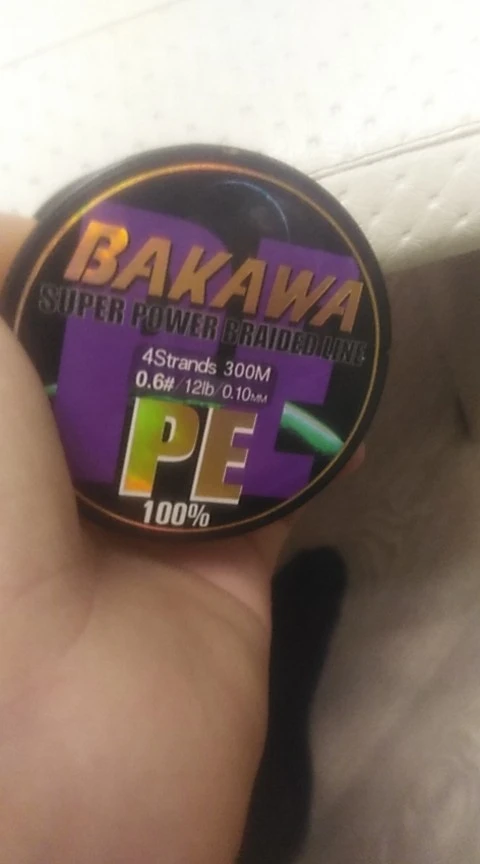 BAKAWA
SUPER POWER BRAIDED LINE
4Strands 300M
0.6#/12lb/0.10MM
PE
100%